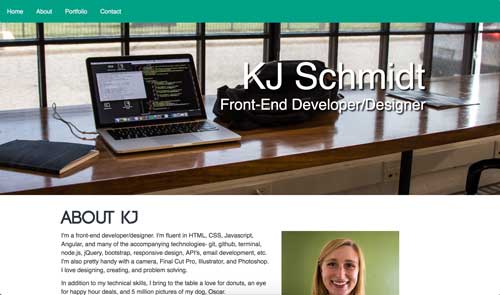 Home About Portfolio Contact
KJ Schmidt
Front-End Developer/Designer
ABOUT KJ
I'm a front-end developer/designer. I'm fluent in HTML, CSS, Javascript,
Angular, and many of the accompanying technologies- git, github, terminal,
node.js, jQuery, bootstrap, responsive design, API's, email development, etc.
I'm also pretty handy with a camera, Final Cut Pro, Illustrator, and Photoshop.
I love designing, creating, and problem solving.
In addition to my technical skills, I bring to the table a love for donuts, an eye
for happy hour deals, and 5 million pictures of my dog, Oscar.